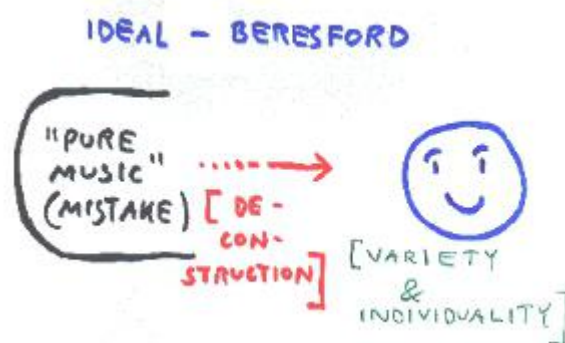 IDEAL - BERESFORD
"PURE
MUSIC"
(MISTAKE)
[DE-
CON-
STRUCTION]
[VARIETY
&
INDIVIDUALITY]